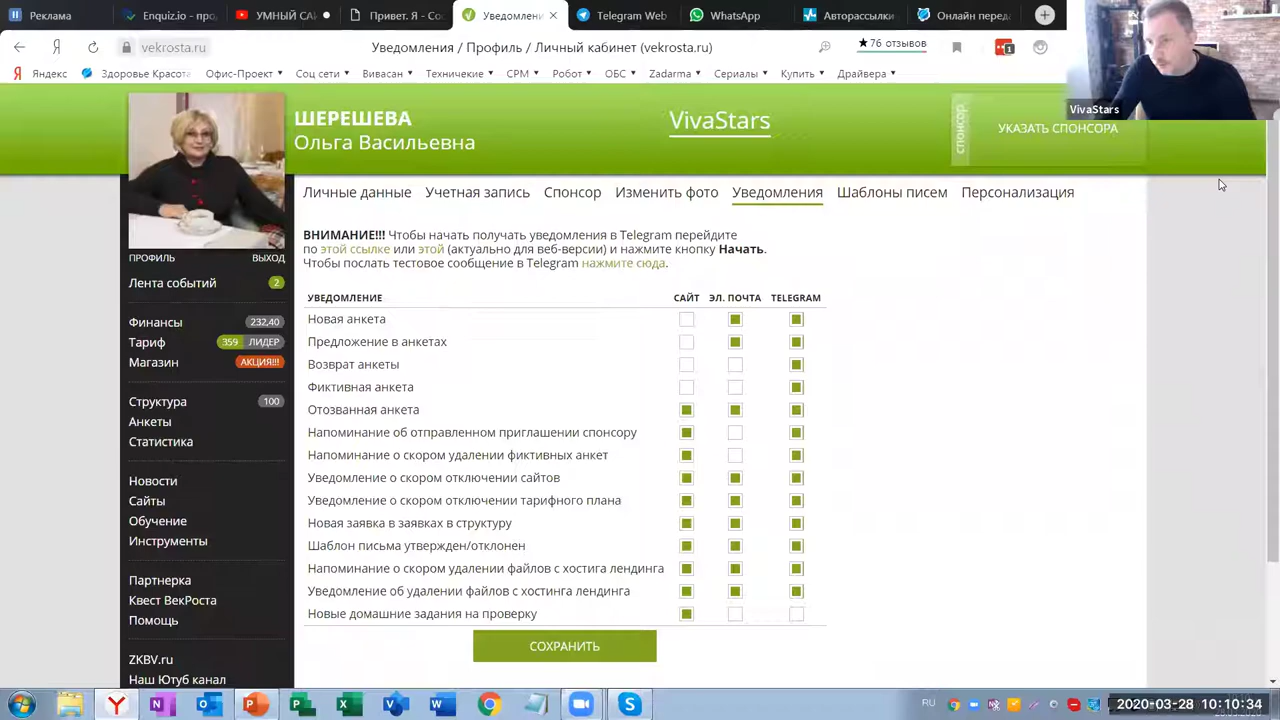 Enquiz.io - про
УМНЫЙ СА
Привет. Я - Со
Уведомлени
Telegram Web
WhatsApp
Авторассылки
Онлайн перед
vekrosta.ru
Уведомления / Профиль / Личный кабинет (vekrosta.ru)
★76 отзывов
1
Яндекс
Здоровье Красота
Офис-Проект
Соц сети
Вивасан
Технические
СРМ
Робот
ОБС
Zadarma
Сериалы
Купить
Драйвера
VivaStars
ШЕРЕШЕВА
Ольга Васильевна
VivaStars
спонсор
УКАЗАТЬ СПОНСОРА
Личные данные
Учетная запись
Спонсор
Изменить фото
Уведомления
Шаблоны писем
Персонализация
ВНИМАНИЕ!!! Чтобы начать получать уведомления в Telegram перейдите
по этой ссылке или этой (актуально для веб-версии) и нажмите кнопку Начать.
Чтобы послать тестовое сообщение в Telegram нажмите сюда.
ПРОФИЛЬ
ВЫХОД
Лента событий 2
Финансы 232,40
Тариф 359 ЛИДЕР
Магазин АКЦИЯ!!!
Структура 100
Анкеты
Статистика
Новости
Сайты
Обучение
Инструменты
Партнерка
Квест ВекРоста
Помощь
ZKBV.ru
Наш Ютуб канал
УВЕДОМЛЕНИЕ САЙТ ЭЛ. ПОЧТА TELEGRAM
Новая анкета
Предложение в анкетах
Возврат анкеты
Фиктивная анкета
Отозванная анкета
Напоминание об отправленном приглашении спонсору
Напоминание о скором удалении фиктивных анкет
Уведомление о скором отключении сайтов
Уведомление о скором отключении тарифного плана
Новая заявка в заявках в структуру
Шаблон письма утвержден/отклонен
Напоминание о скором удалении файлов с хостига лендинга
Уведомление об удалении файлов с хостинга лендинга
Новые домашние задания на проверку
СОХРАНИТЬ
RU
2020-03-28 10:10:34